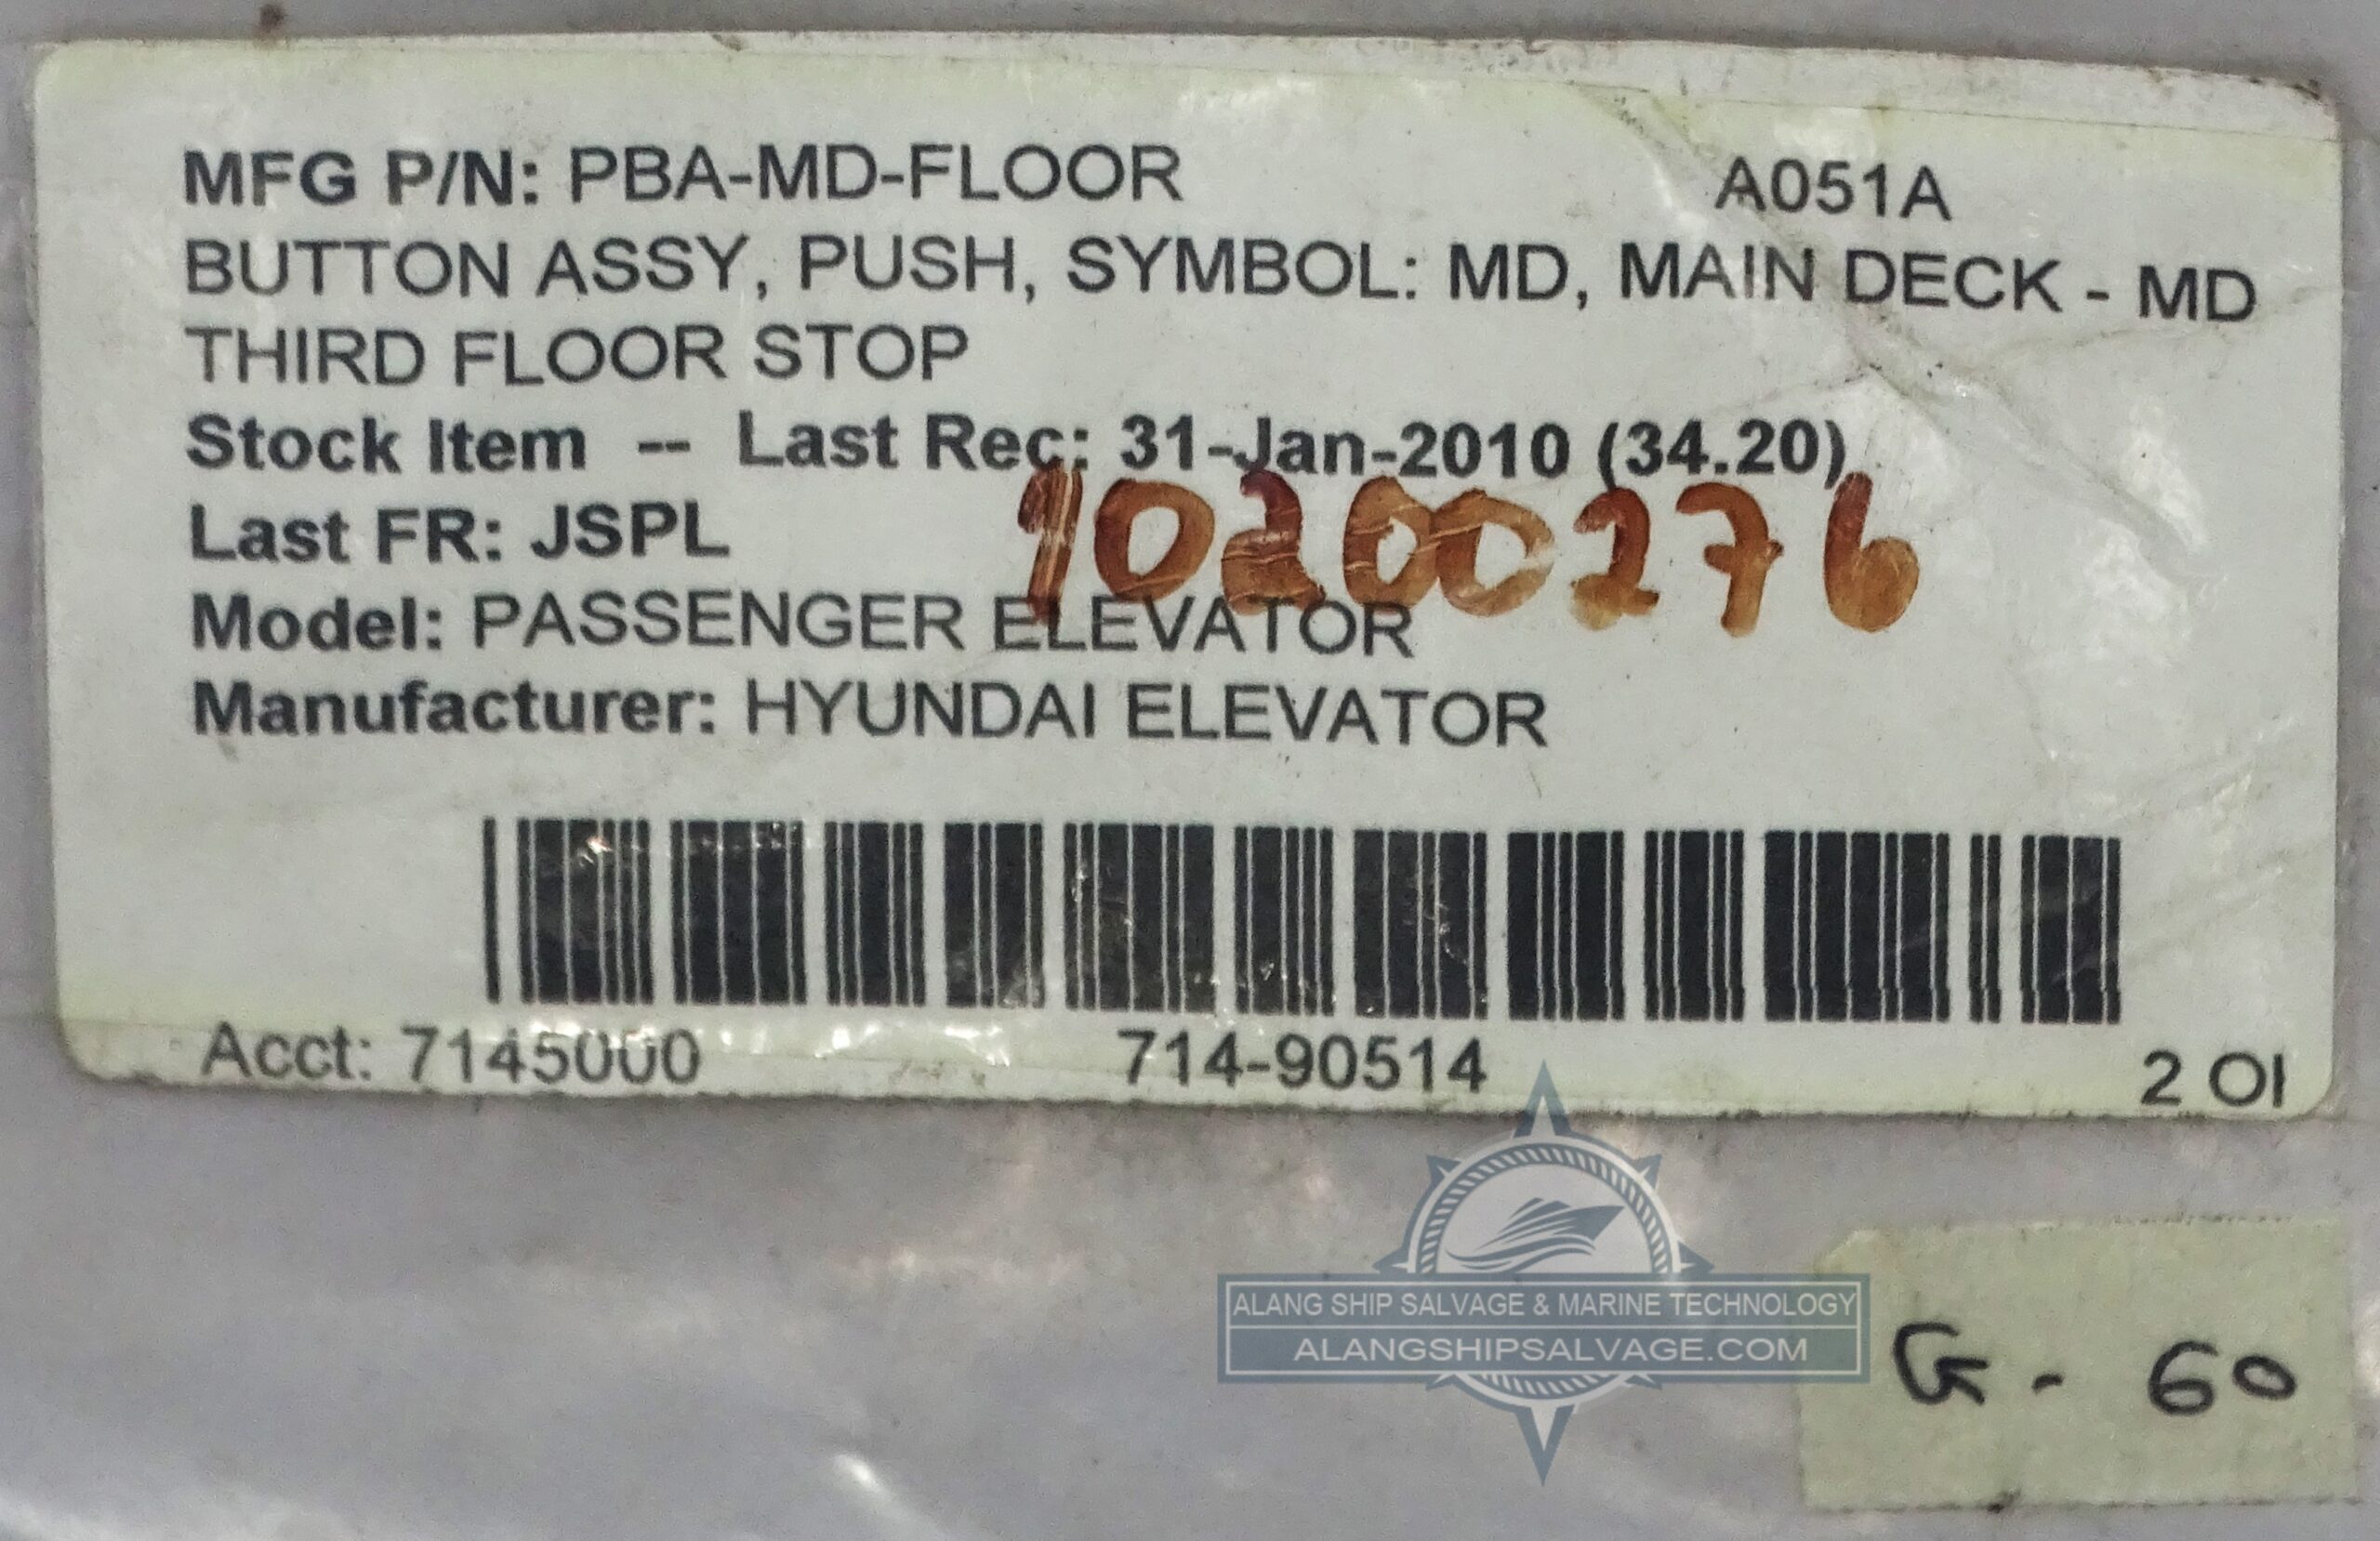 MFG P/N: PBA-MD-FLOOR A051A
BUTTON ASSY, PUSH, SYMBOL: MD, MAIN DECK - MD
THIRD FLOOR STOP
Stock Item -- Last Rec: 31-Jan-2010 (34.20)
10200276
Last FR: JSPL
Model: PASSENGER ELEVATOR
Manufacturer: HYUNDAI ELEVATOR
Acct: 7145000 714-90514 2 OI
ALANG SHIP SALVAGE & MARINE TECHNOLOGY
ALANGSHIPSALVAGE.COM
G - 60